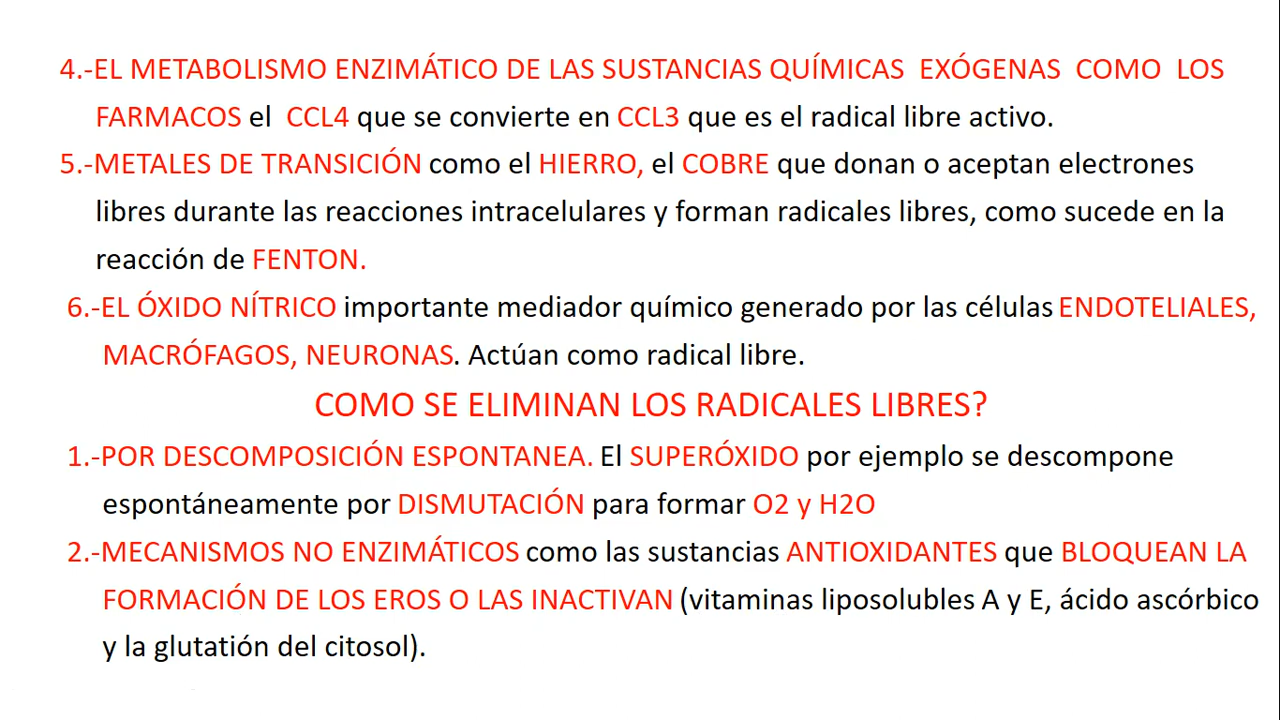 4.-EL METABOLISMO ENZIMÁTICO DE LAS SUSTANCIAS QUÍMICAS EXÓGENAS COMO LOS
FARMACOS el CCL4 que se convierte en CCL3 que es el radical libre activo.
5.-METALES DE TRANSICIÓN como el HIERRO, el COBRE que donan o aceptan electrones
libres durante las reacciones intracelulares y forman radicales libres, como sucede en la
reacción de FENTON.
6.-EL ÓXIDO NÍTRICO importante mediador químico generado por las células ENDOTELIALES,
MACRÓFAGOS, NEURONAS. Actúan como radical libre.
COMO SE ELIMINAN LOS RADICALES LIBRES?
1.-POR DESCOMPOSICIÓN ESPONTANEA. El SUPERÓXIDO por ejemplo se descompone
espontáneamente por DISMUTACIÓN para formar O2 y H2O
2.-MECANISMOS NO ENZIMÁTICOS como las sustancias ANTIOXIDANTES que BLOQUEAN LA
FORMACIÓN DE LOS EROS O LAS INACTIVAN (vitaminas liposolubles A y E, ácido ascórbico
y la glutatión del citosol).